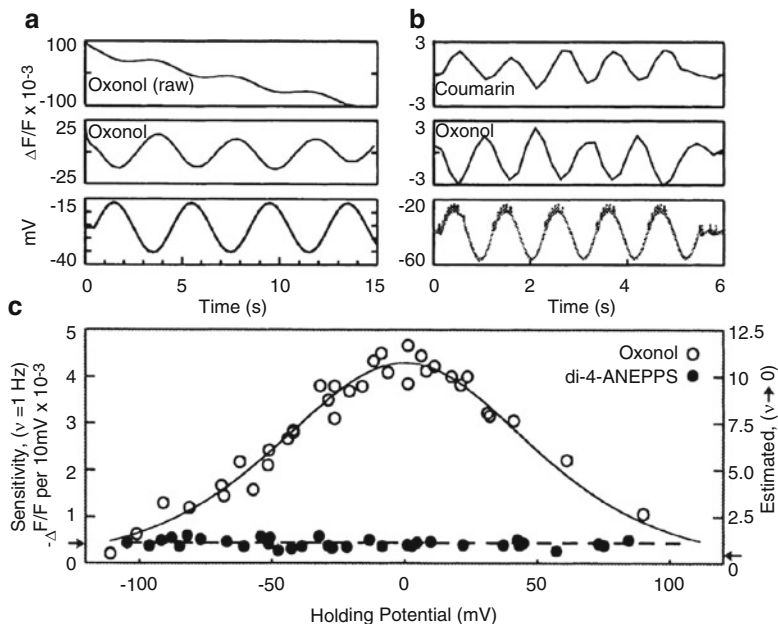 a
100
-100
Oxonol (raw)
25
-25
Oxonol
ΔF/F x 10-3
-15
-40
mV
0 5 10 15
Time (s)
b
3
-3
Coumarin
3
-3
Oxonol
-20
-60
0 2 4 6
Time (s)
c
5
4
3
2
1
0
Sensitivity, (ν = 1 Hz)
-ΔF/F per 10mV x 10-3
Oxonol
di-4-ANEPPS
12.5
10
7.5
5.0
2.5
0
Estimated, (ν→ 0)
-100 -50 0 50 100
Holding Potential (mV)